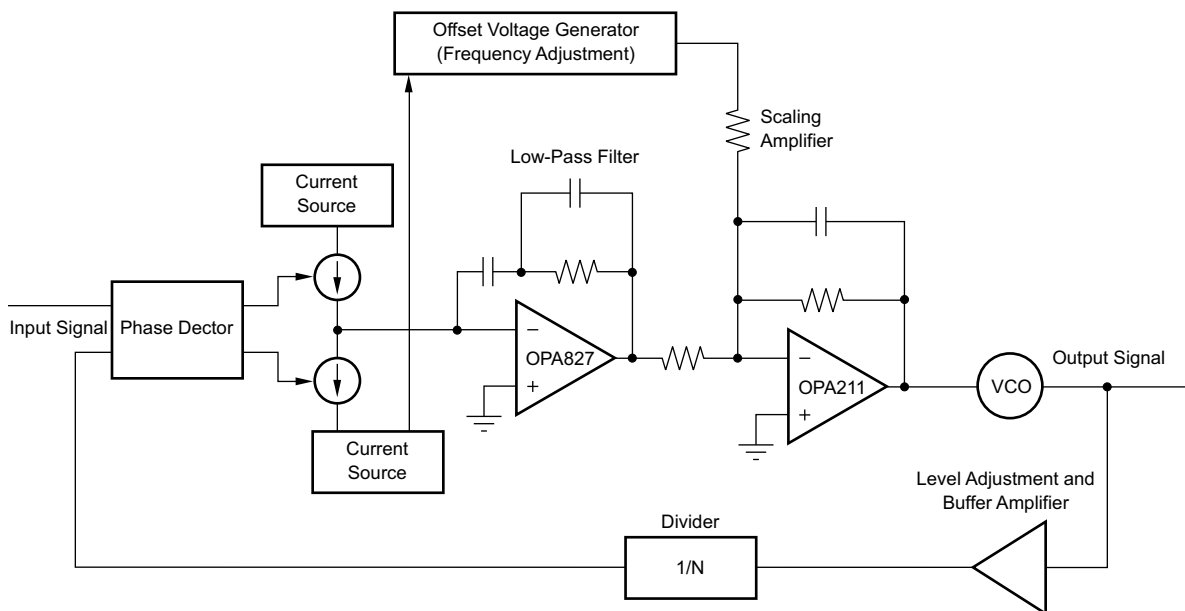 Offset Voltage Generator
(Frequency Adjustment)
Scaling
Amplifier
Low-Pass Filter
Current
Source
Input Signal
Phase Dector
−
OPA827
+
−
OPA211
+
VCO
Output Signal
Current
Source
Level Adjustment and
Buffer Amplifier
Divider
1/N